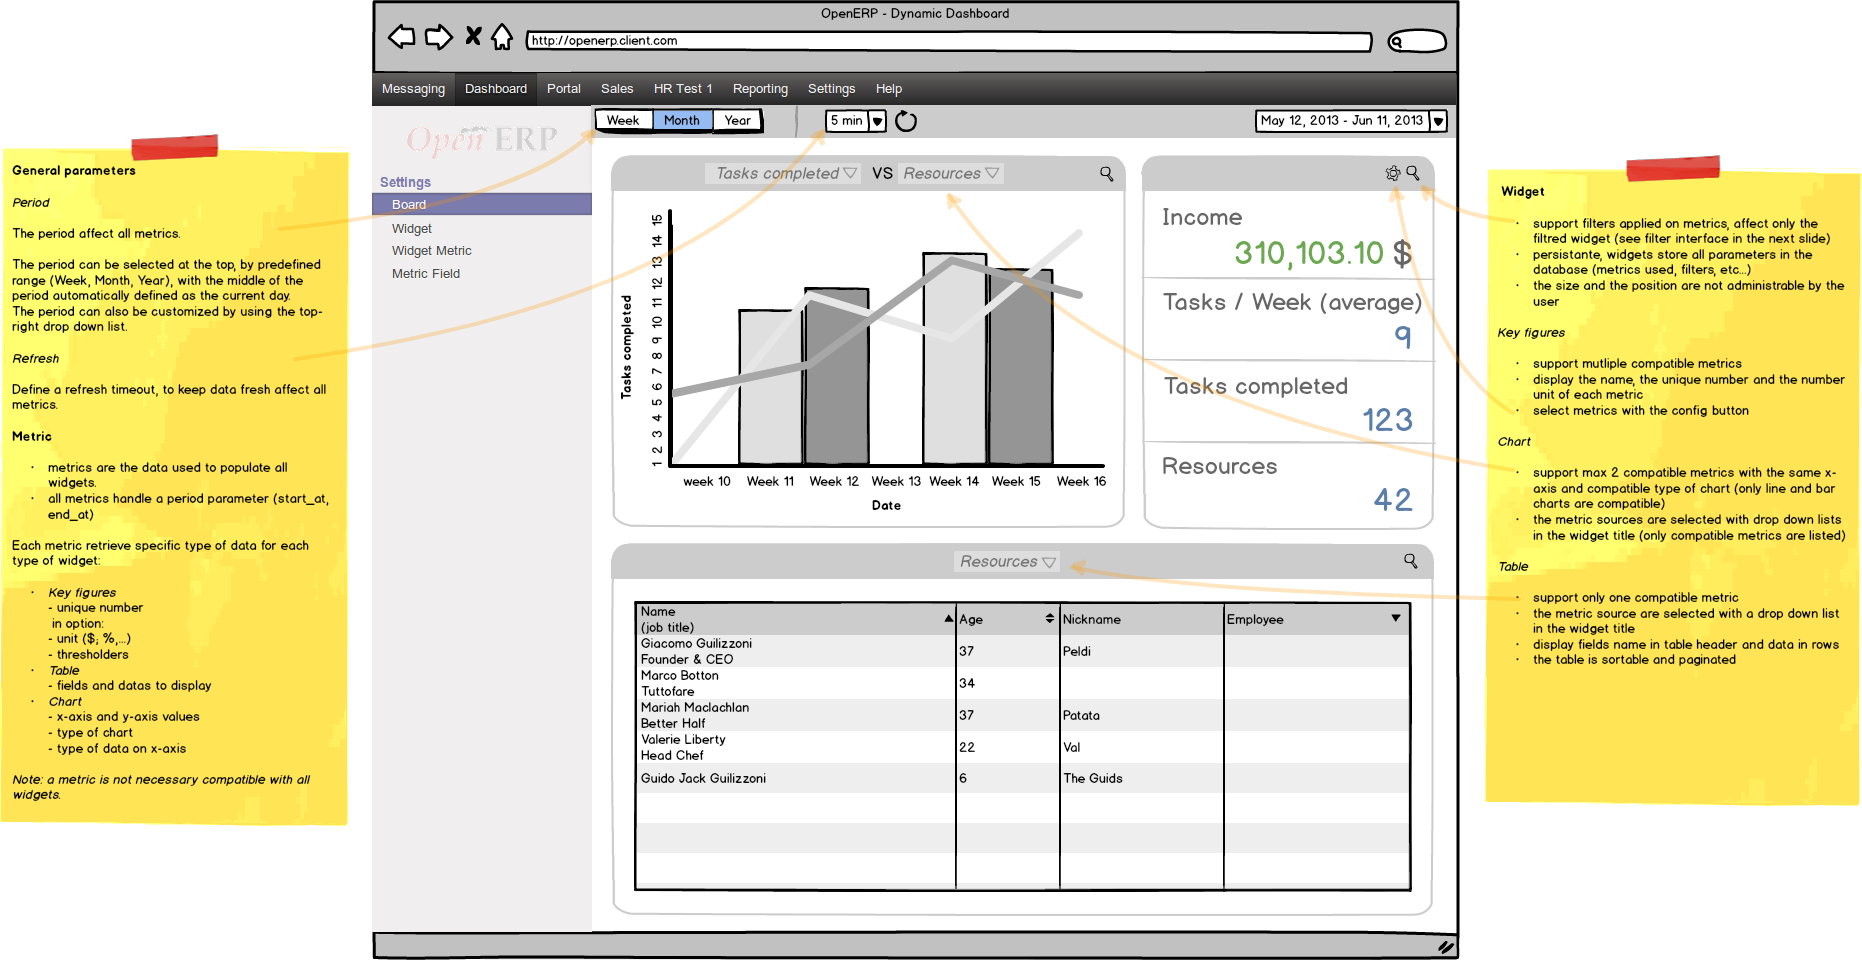 OpenERP - Dynamic Dashboard
http://openerp.client.com
Messaging Dashboard Portal Sales HR Test 1 Reporting Settings Help
Week Month Year
5 min
May 12, 2013 - Jun 11, 2013
Open ERP
Settings
Board
Widget
Widget Metric
Metric Field
General parameters
Period
The period affect all metrics.
The period can be selected at the top, by predefined
range (Week, Month, Year), with the middle of the
period automatically defined as the current day.
The period can also be customized by using the top-
right drop down list.
Refresh
Define a refresh timeout, to keep data fresh affect all
metrics.
Metric
· metrics are the data used to populate all
widgets.
· all metrics handle a period parameter (start_at,
end_at)
Each metric retrieve specific type of data for each
type of widget:
· Key figures
- unique number
in option:
- unit ($, %,...)
- thresholders
· Table
- fields and datas to display
· Chart
- x-axis and y-axis values
- type of chart
- type of data on x-axis
Note: a metric is not necessary compatible with all
widgets.
Tasks completed VS Resources
Tasks completed
15
14
13
12
11
10
9
8
7
6
5
4
3
2
1
week 10 Week 11 Week 12 Week 13 Week 14 Week 15 Week 16
Date
Income
310,103.10 $
Tasks / Week (average)
9
Tasks completed
123
Resources
42
Resources
Name
(job title)
Age Nickname Employee
Giacomo Guilizzoni
Founder & CEO
37 Peldi
Marco Botton
Tuttofare
34
Mariah Maclachlan
Better Half
37 Patata
Valerie Liberty
Head Chef
22 Val
Guido Jack Guilizzoni 6 The Guids
Widget
· support filters applied on metrics, affect only the
filtred widget (see filter interface in the next slide)
· persistante, widgets store all parameters in the
database (metrics used, filters, etc...)
· the size and the position are not administrable by the
user
Key figures
· support mutliple compatible metrics
· display the name, the unique number and the number
unit of each metric
· select metrics with the config button
Chart
· support max 2 compatible metrics with the same x-
axis and compatible type of chart (only line and bar
charts are compatible)
· the metric sources are selected with drop down lists
in the widget title (only compatible metrics are listed)
Table
· support only one compatible metric
· the metric source are selected with a drop down list
in the widget title
· display fields name in table header and data in rows
· the table is sortable and paginated